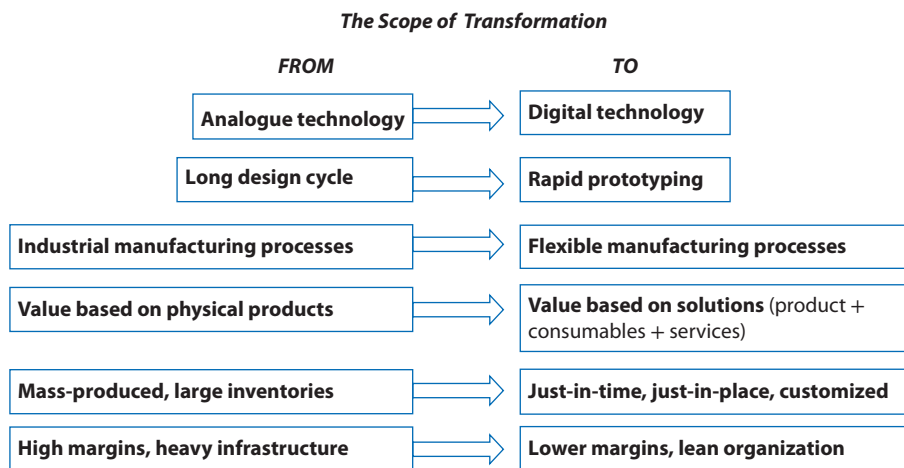 The Scope of Transformation
FROM
TO
Analogue technology
Digital technology
Long design cycle
Rapid prototyping
Industrial manufacturing processes
Flexible manufacturing processes
Value based on physical products
Value based on solutions (product +
consumables + services)
Mass-produced, large inventories
Just-in-time, just-in-place, customized
High margins, heavy infrastructure
Lower margins, lean organization